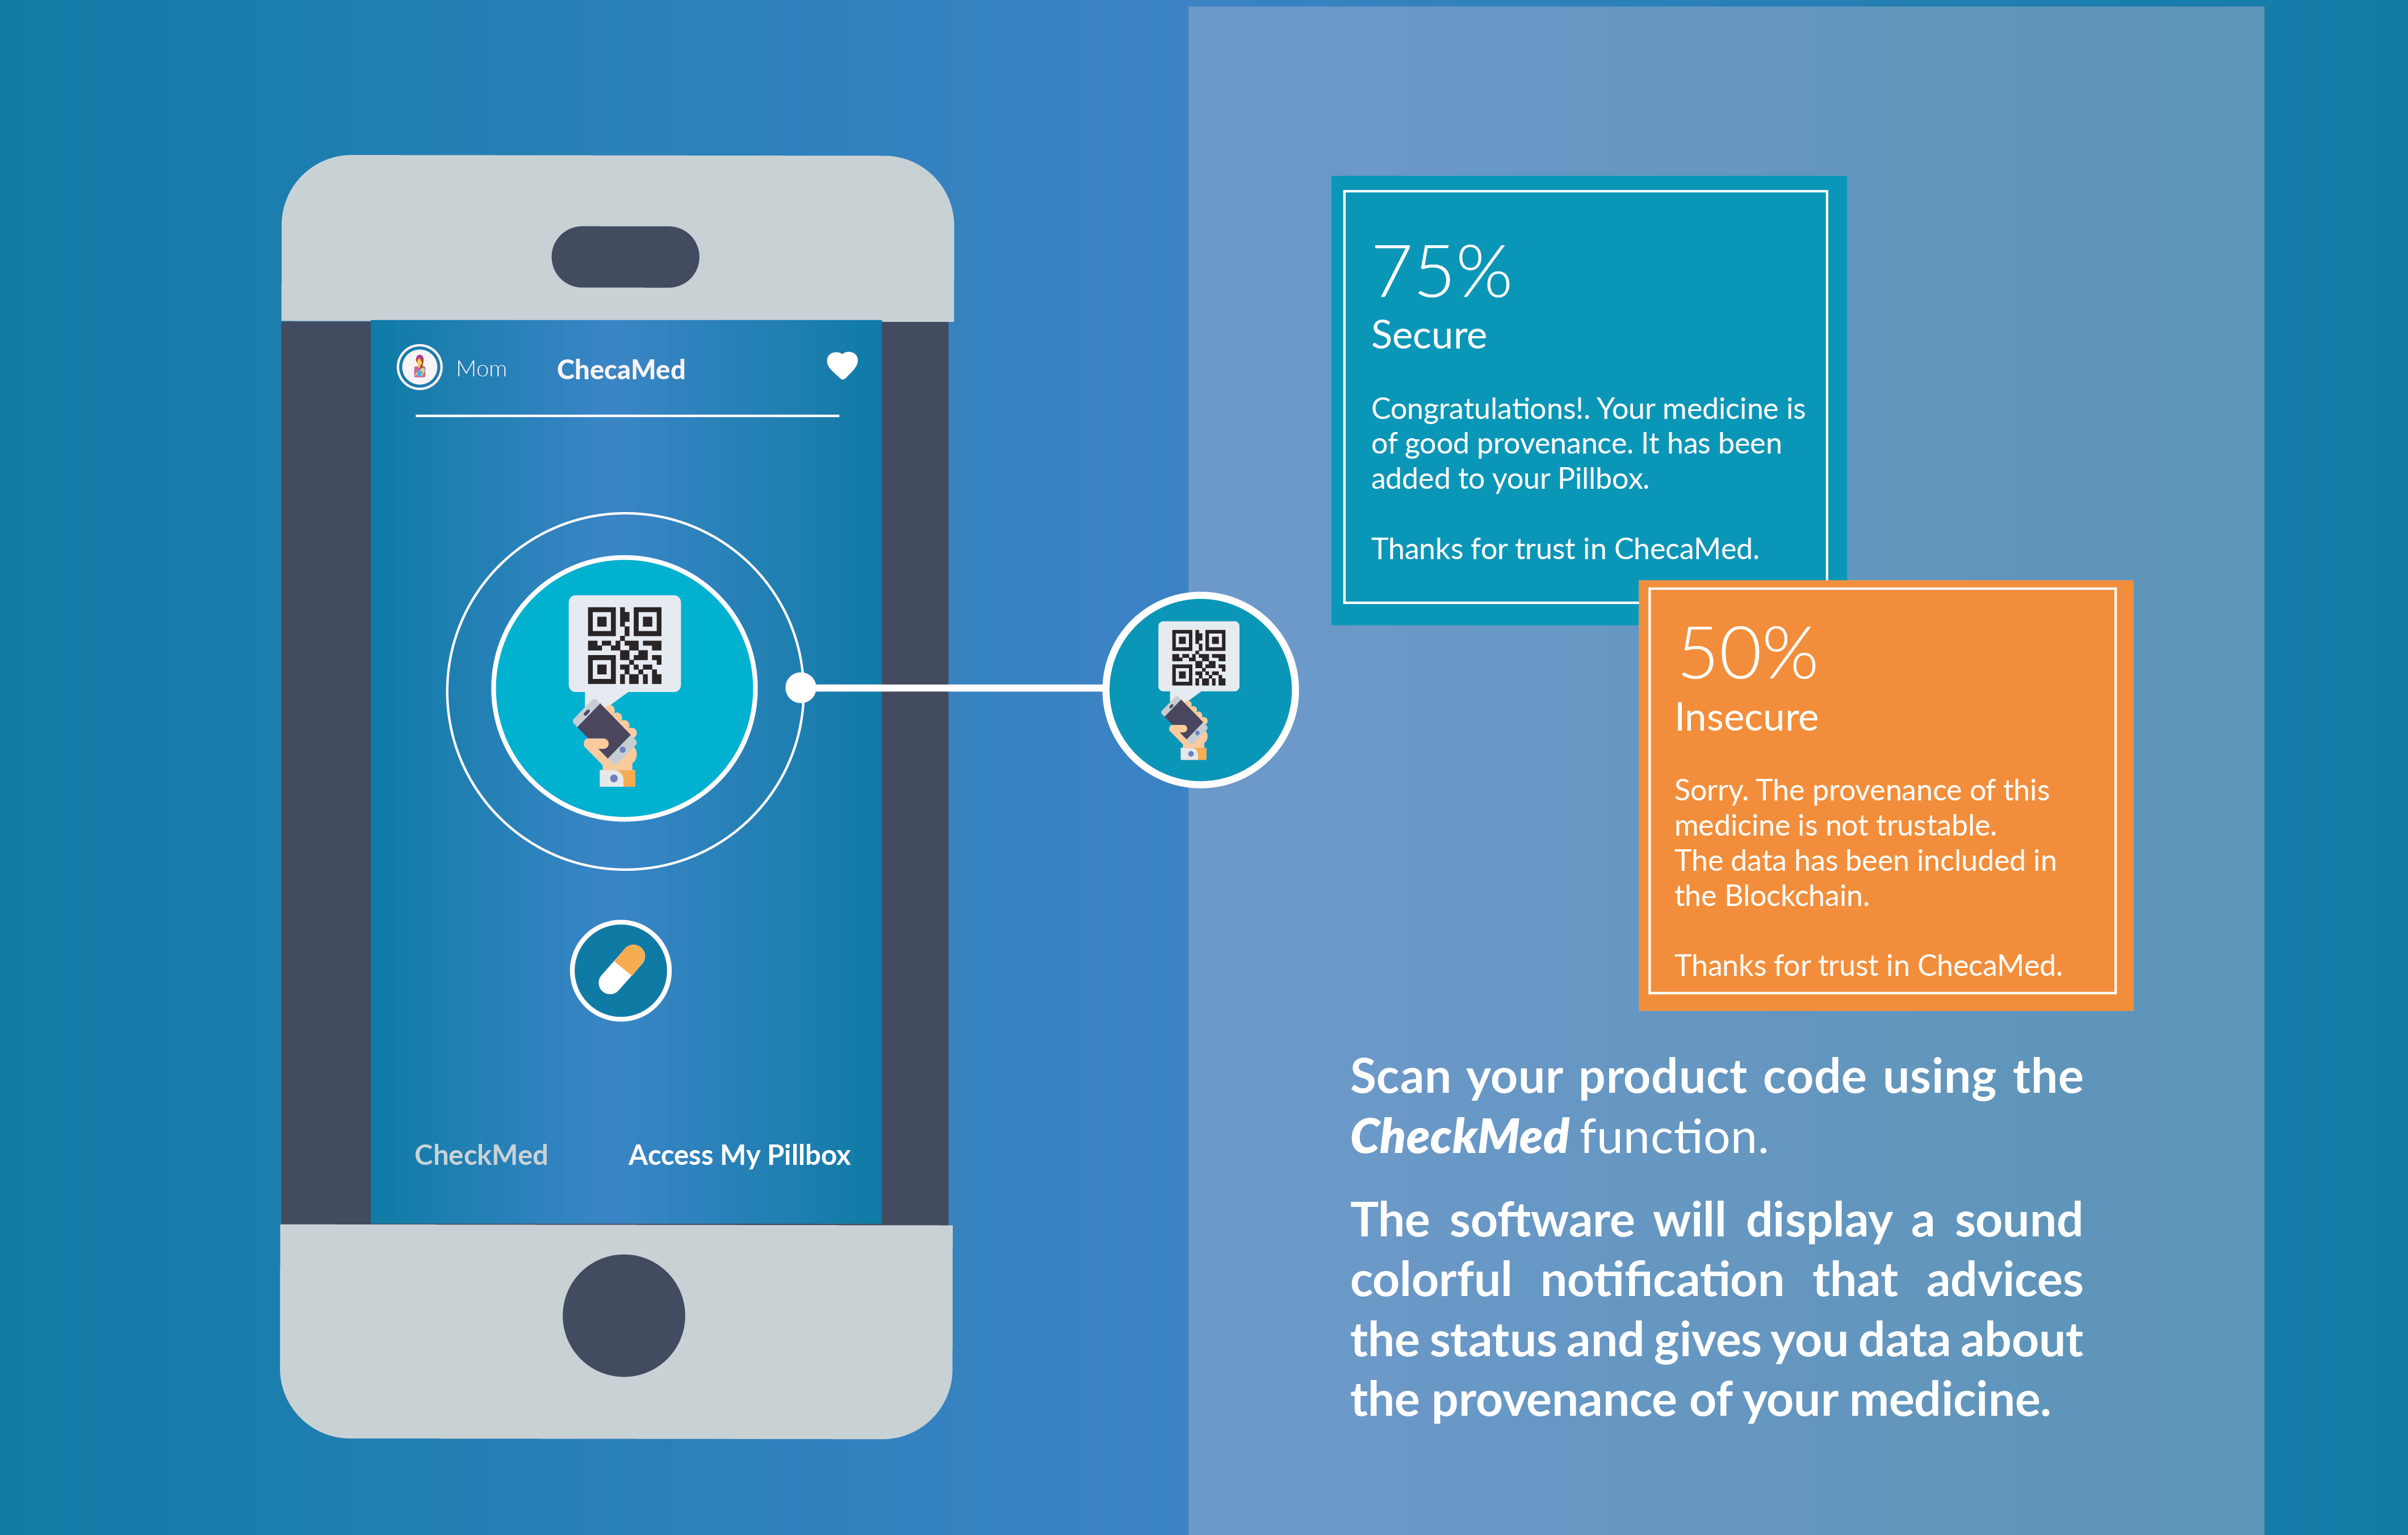 Mom
ChecaMed
CheckMed
Access My Pillbox
75%
Secure
Congratulations!. Your medicine is
of good provenance. It has been
added to your Pillbox.
Thanks for trust in ChecaMed.
50%
Insecure
Sorry. The provenance of this
medicine is not trustable.
The data has been included in
the Blockchain.
Thanks for trust in ChecaMed.
Scan your product code using the
CheckMed function.
The software will display a sound
colorful notification that advices
the status and gives you data about
the provenance of your medicine.